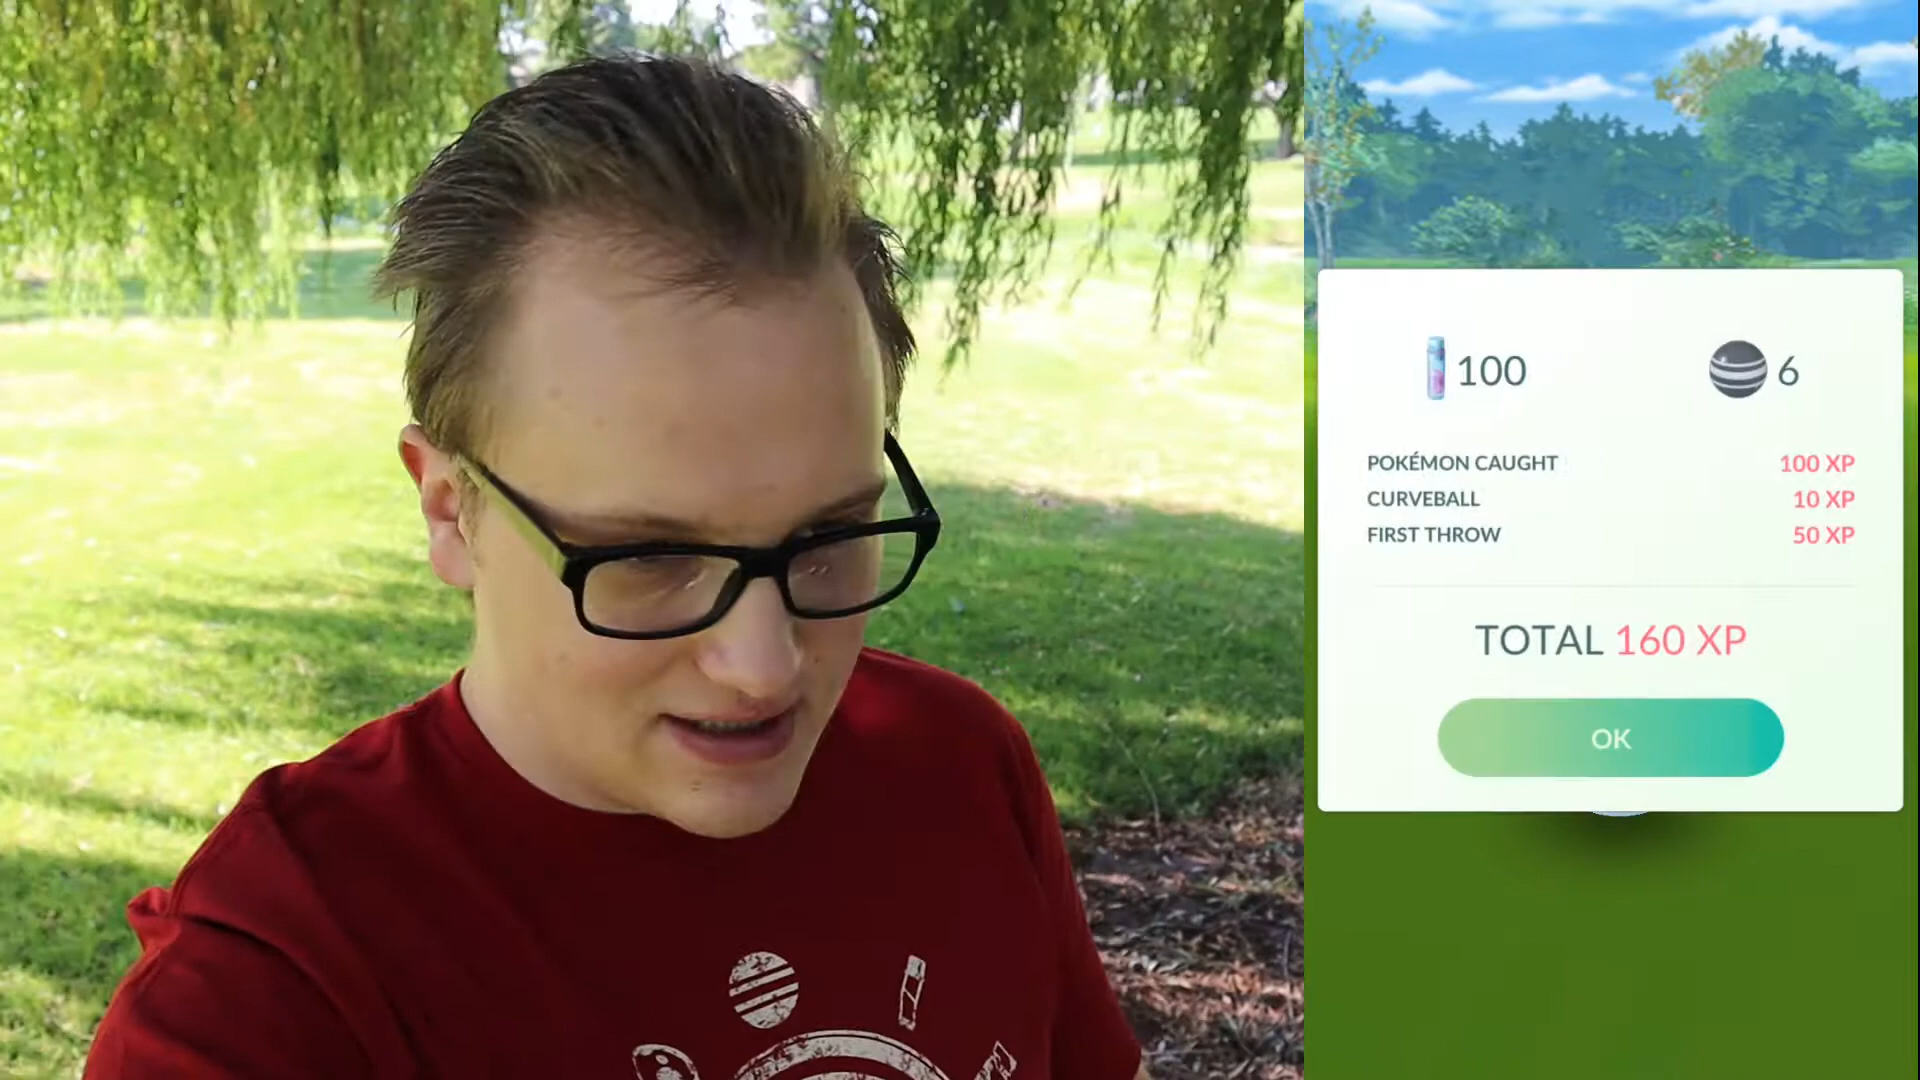 100 6
POKÉMON CAUGHT 100 XP
CURVEBALL 10 XP
FIRST THROW 50 XP
TOTAL 160 XP
OK